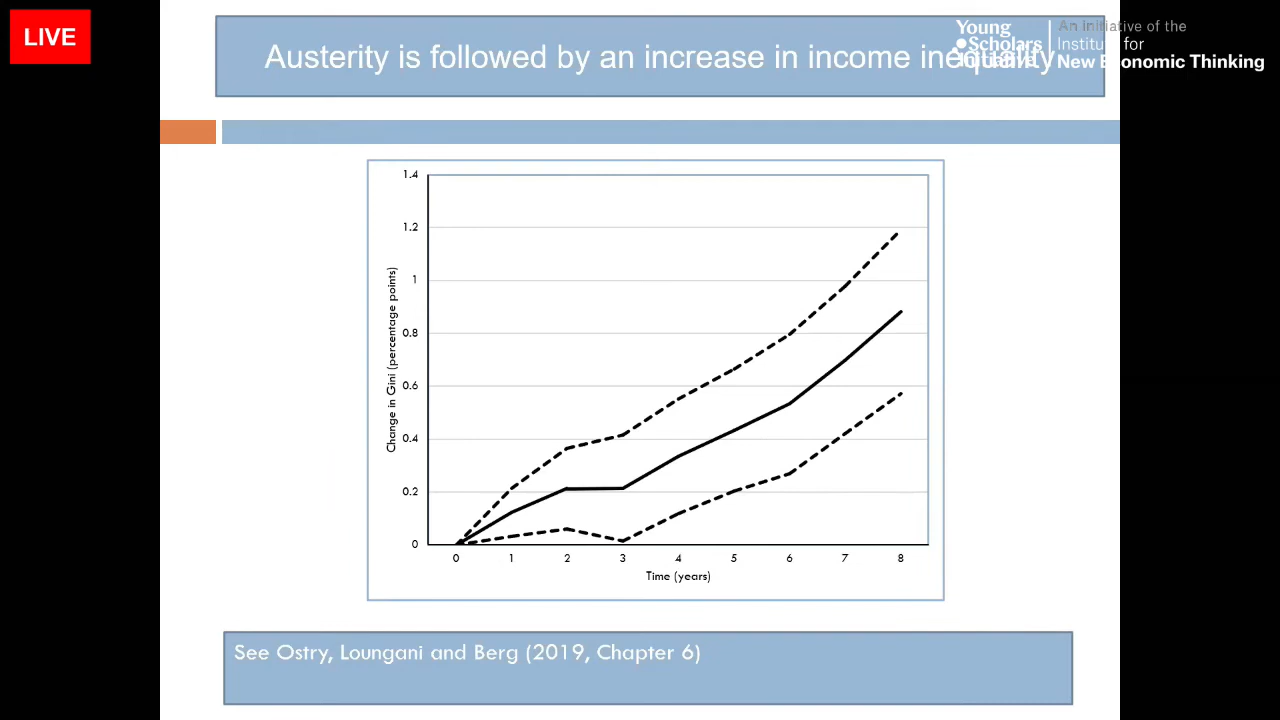 LIVE
Austerity is followed by an increase in income inequality
Young
Scholars
Initiative
An initiative of the
Institute for
New Economic Thinking
1.4
1.2
1
0.8
0.6
0.4
0.2
0
Change in Gini (percentage points)
0 1 2 3 4 5 6 7 8
Time (years)
See Ostry, Loungani and Berg (2019, Chapter 6)